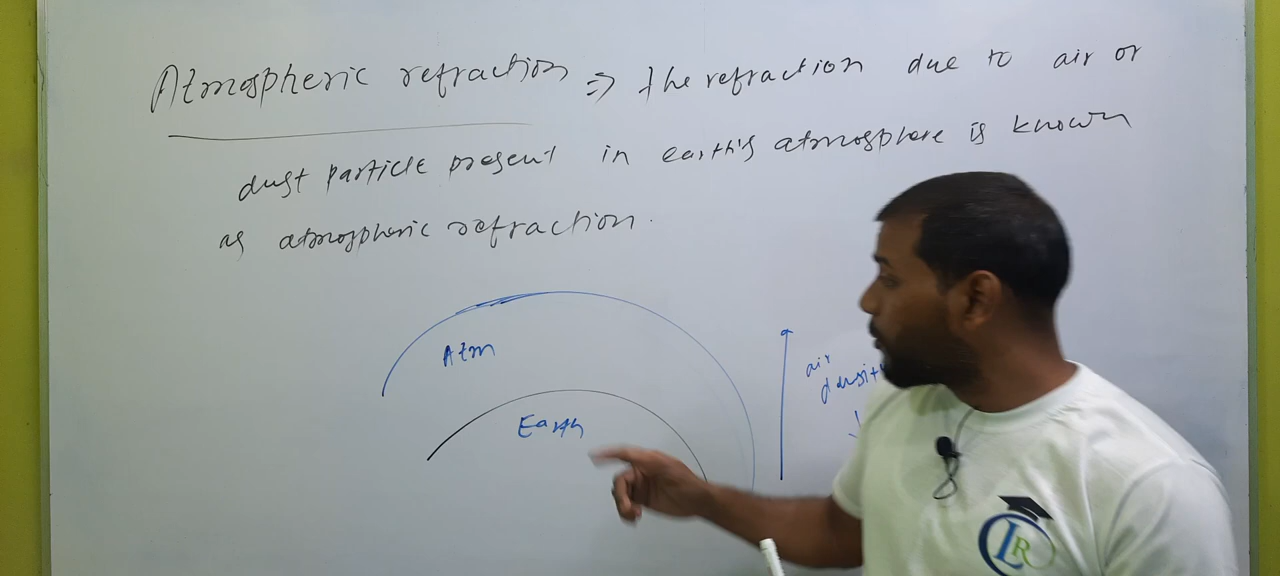 Atmospheric refraction ⇒ The refraction due to air or
dust particle present in earth's atmosphere is known
as atmospheric refraction.
Atm
Earth
air
LR